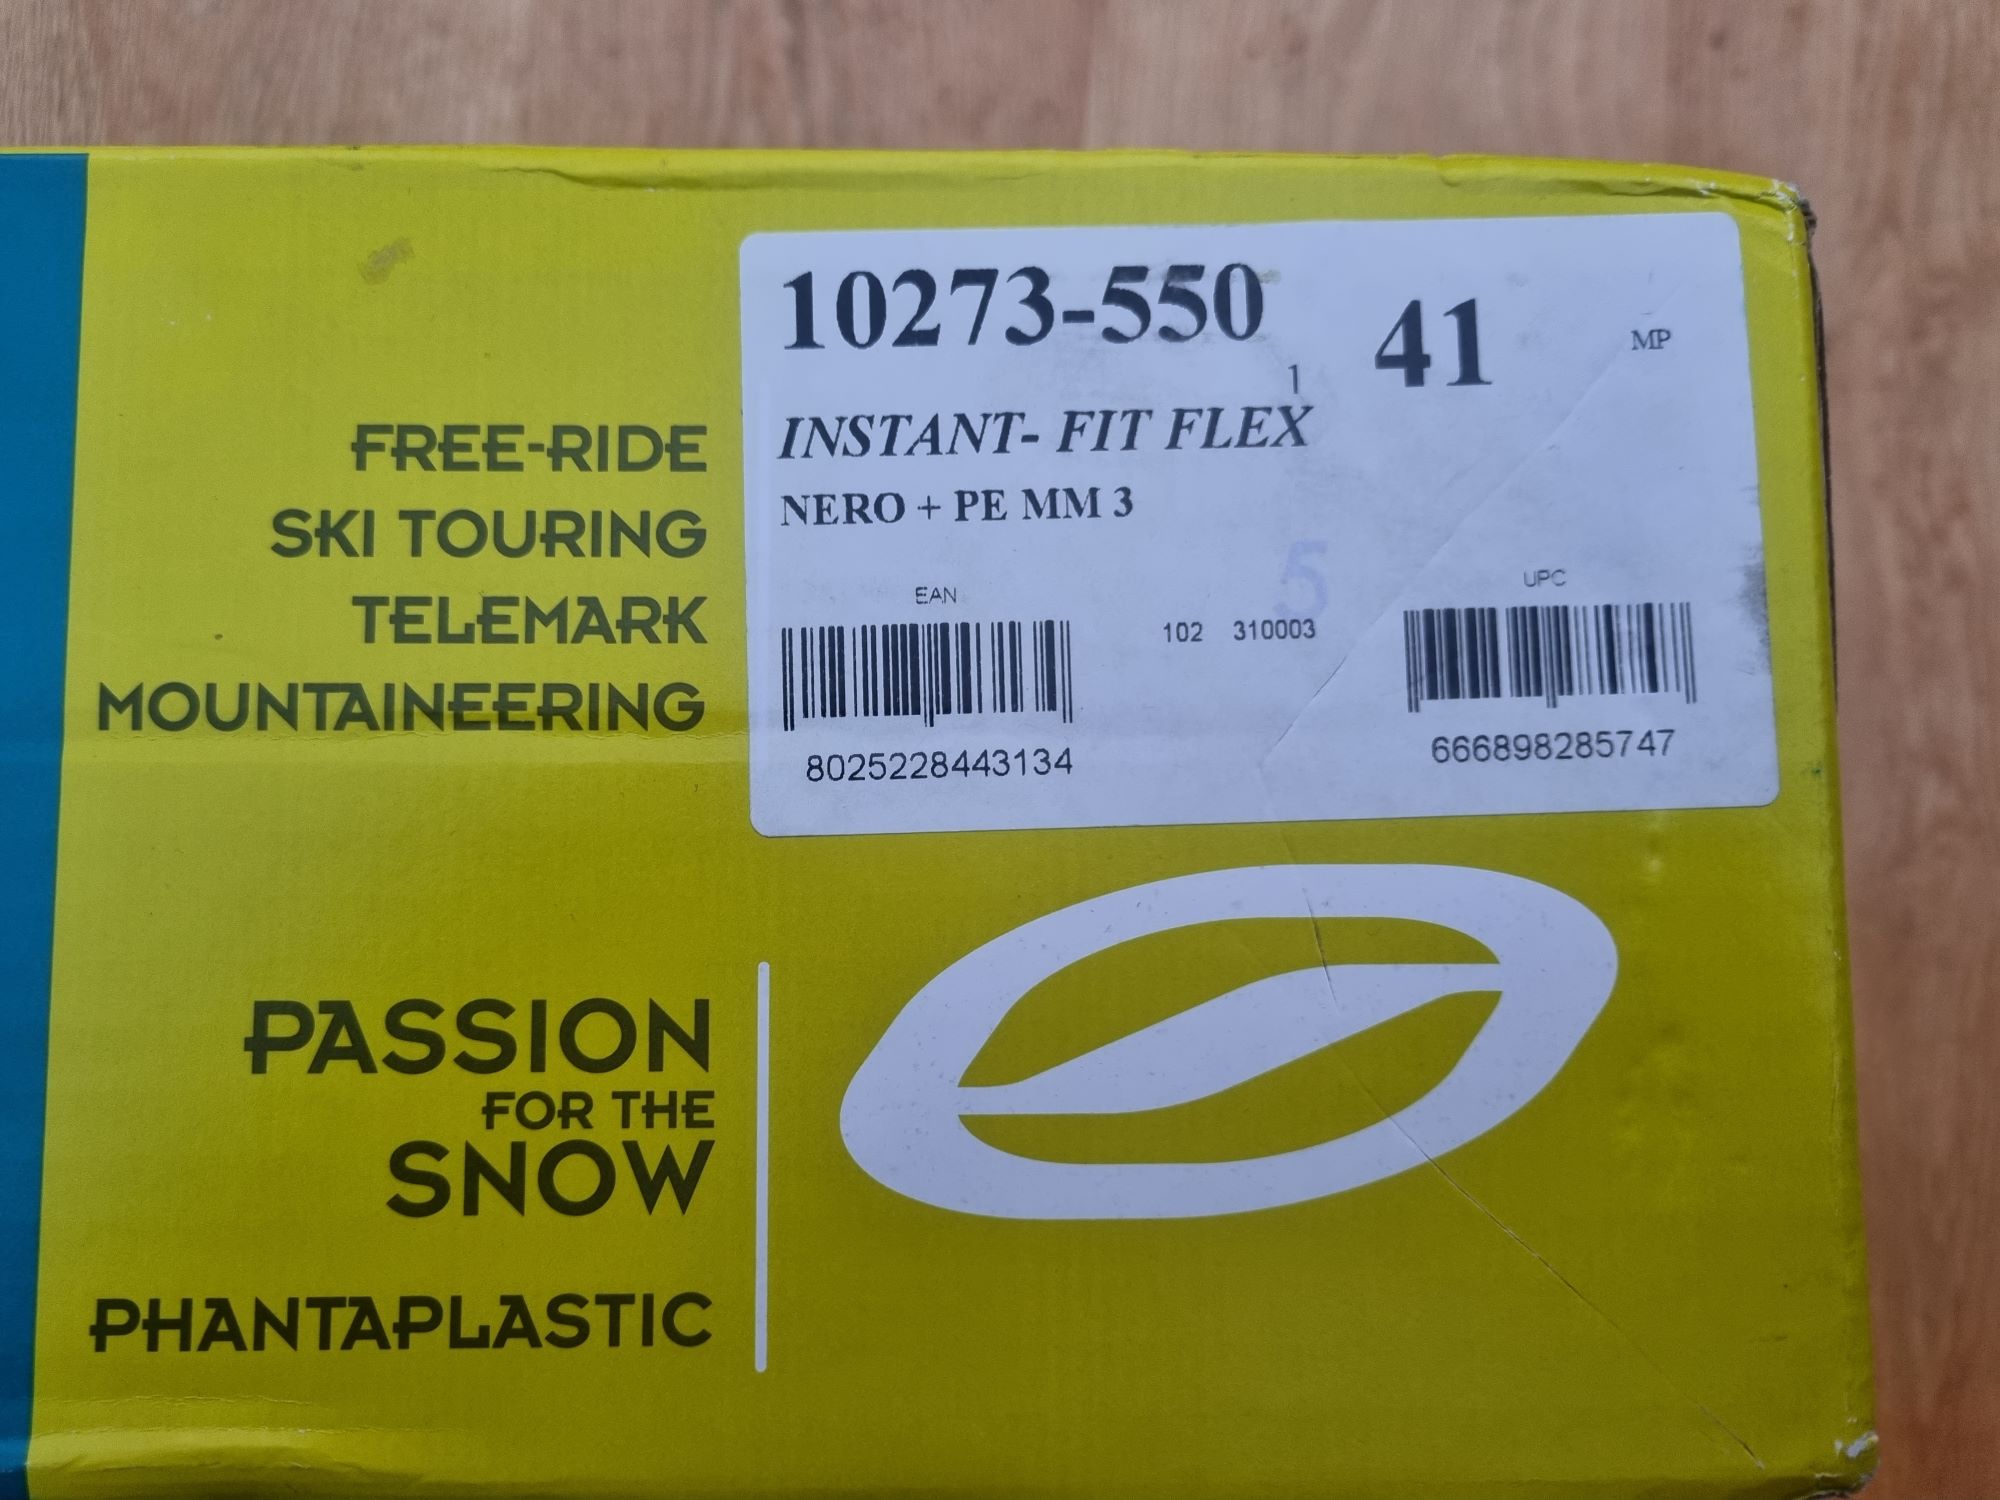 10273-550
41
MP
1
INSTANT- FIT FLEX
NERO + PE MM 3
5
EAN
102 310003
UPC
8025228443134
666898285747
FREE-RIDE
SKI TOURING
TELEMARK
MOUNTAINEERING
PASSION
FOR THE
SNOW
PHANTAPLASTIC